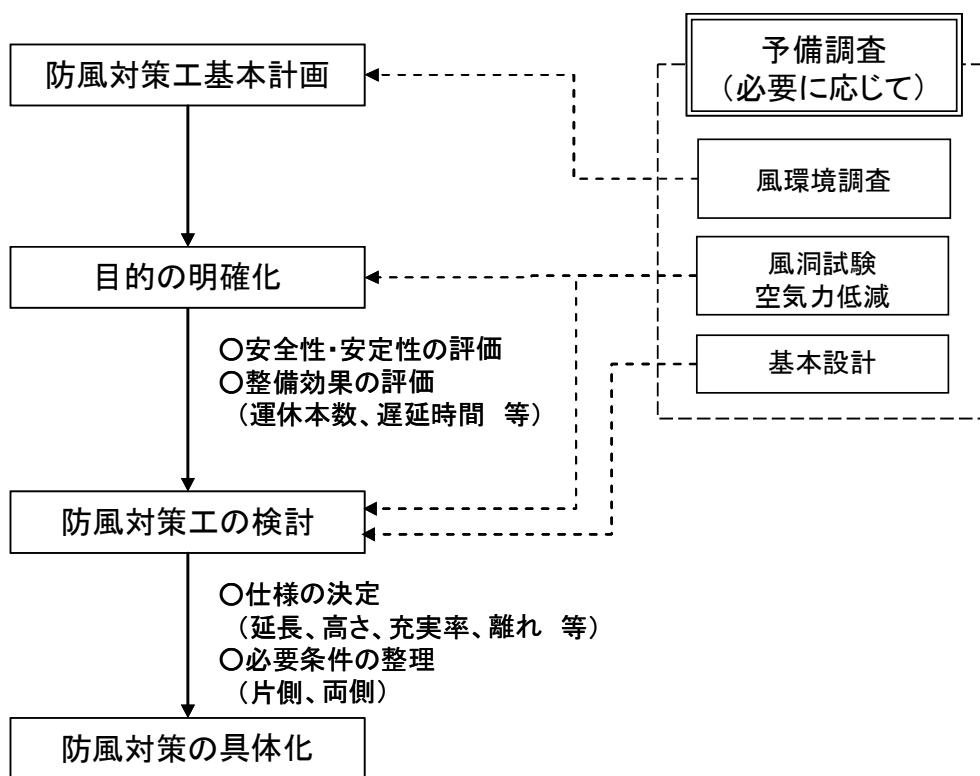 防風対策工基本計画
目的の明確化
○安全性・安定性の評価
○整備効果の評価
（運休本数、遅延時間　等）
防風対策工の検討
○仕様の決定
（延長、高さ、充実率、離れ　等）
○必要条件の整理
（片側、両側）
防風対策の具体化
予備調査
（必要に応じて）
風環境調査
風洞試験
空気力低減
基本設計